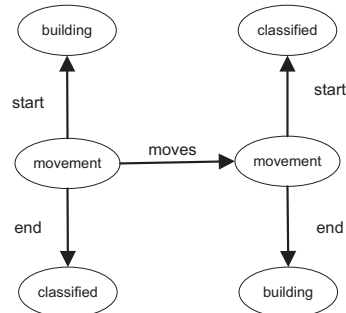 building
classified
start
start
moves
movement
movement
end
end
classified
building